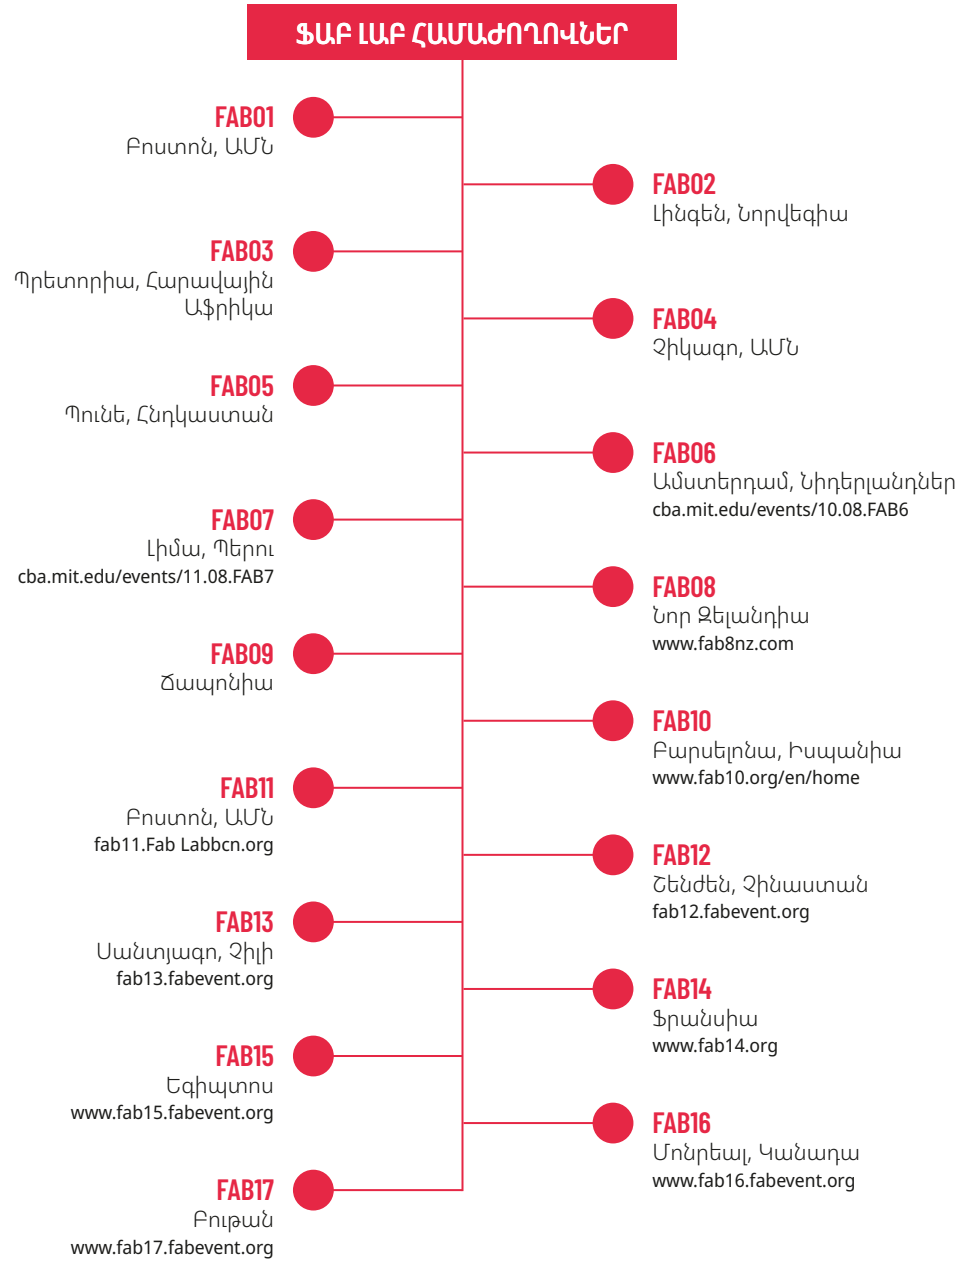 ՖԱԲ ԼԱԲ ՀԱՄԱԺՈՂՈՎՆԵՐ
FAB01
Բոստոն, ԱՄՆ
FAB02
Լինգեն, Նորվեգիա
FAB03
Պրետորիա, Հարավային
Աֆրիկա
FAB04
Չիկագո, ԱՄՆ
FAB05
Պունե, Հնդկաստան
FAB06
Ամստերդամ, Նիդերլանդներ
cba.mit.edu/events/10.08.FAB6
FAB07
Լիմա, Պերու
cba.mit.edu/events/11.08.FAB7
FAB08
Նոր Զելանդիա
www.fab8nz.com
FAB09
Ճապոնիա
FAB10
Բարսելոնա, Իսպանիա
www.fab10.org/en/home
FAB11
Բոստոն, ԱՄՆ
fab11.Fab Labbcn.org
FAB12
Շենժեն, Չինաստան
fab12.fabevent.org
FAB13
Սանտյագո, Չիլի
fab13.fabevent.org
FAB14
Ֆրանսիա
www.fab14.org
FAB15
Եգիպտոս
www.fab15.fabevent.org
FAB16
Մոնրեալ, Կանադա
www.fab16.fabevent.org
FAB17
Բութան
www.fab17.fabevent.org